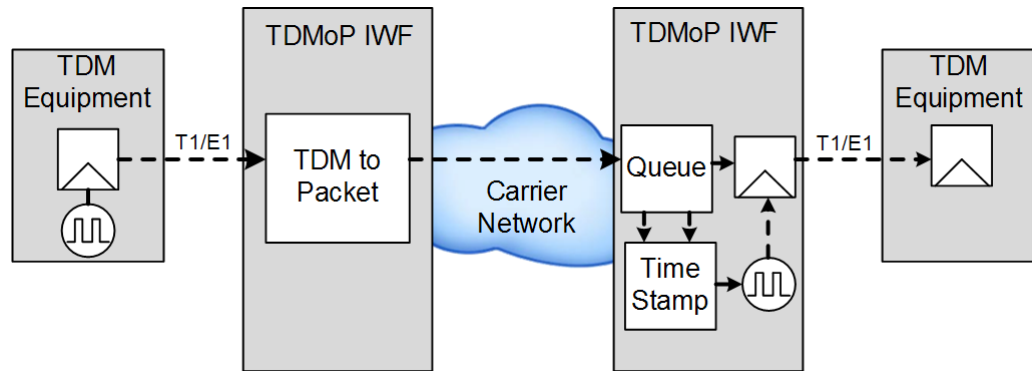 TDM
Equipment
T1/E1
TDMoP IWF
TDM to
Packet
Carrier
Network
TDMoP IWF
Queue
Time
Stamp
T1/E1
TDM
Equipment